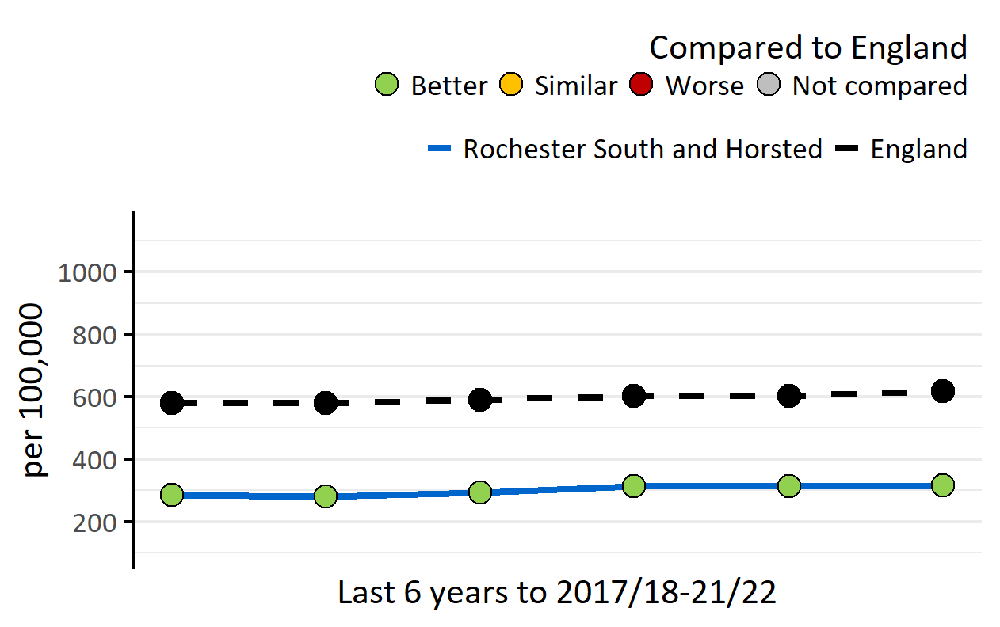 Compared to England
Better Similar Worse Not compared
Rochester South and Horsted England
1000
800
600
400
200
per 100,000
Last 6 years to 2017/18-21/22